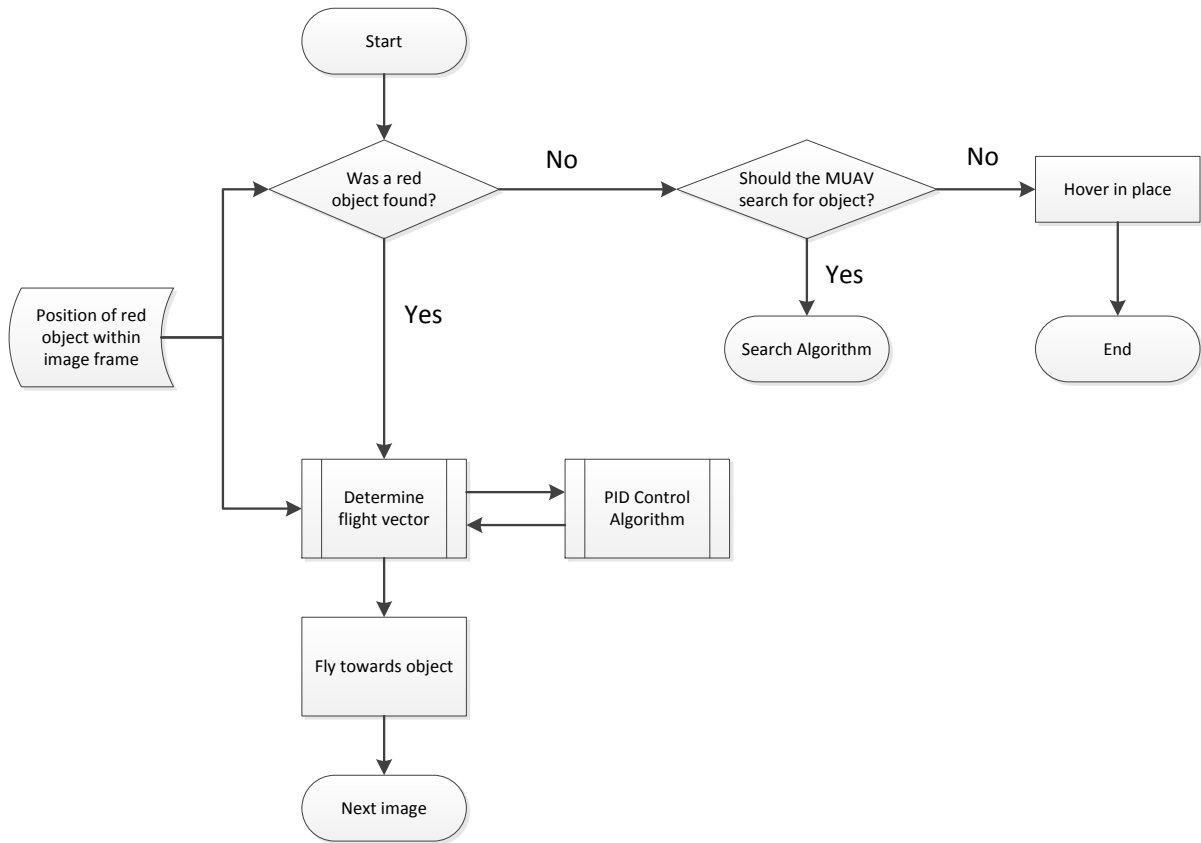 Start
Was a red
object found?
No
Should the MUAV
search for object?
No
Hover in place
Yes
Yes
Position of red
object within
image frame
Search Algorithm
End
Determine
flight vector
PID Control
Algorithm
Fly towards object
Next image